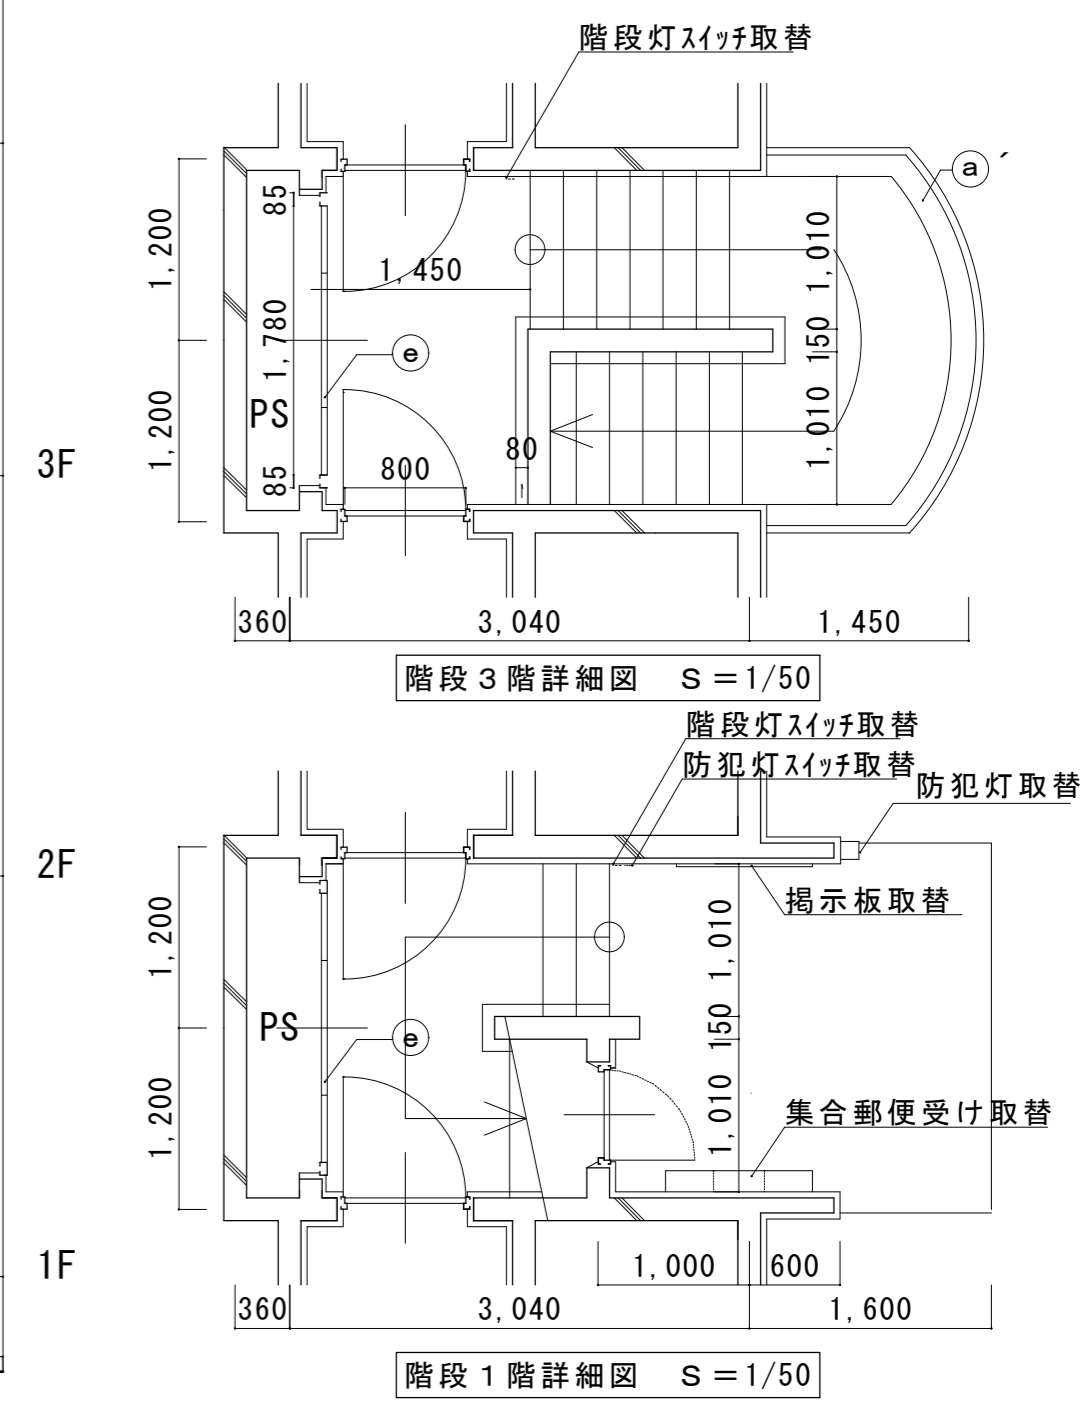 階段灯スイッチ取替
a ′
1,200
85
1,010
1,450
1,780
150
e
1,200
PS
1,010
3F
80
85
800
360
3,040
1,450
階段３階詳細図　Ｓ＝1/50
階段灯スイッチ取替
防犯灯スイッチ取替
防犯灯取替
2F
掲示板取替
1,200
1,010
PS
150
e
1,200
1,010
集合郵便受け取替
1F
1,000
600
360
3,040
1,600
階段１階詳細図　Ｓ＝1/50